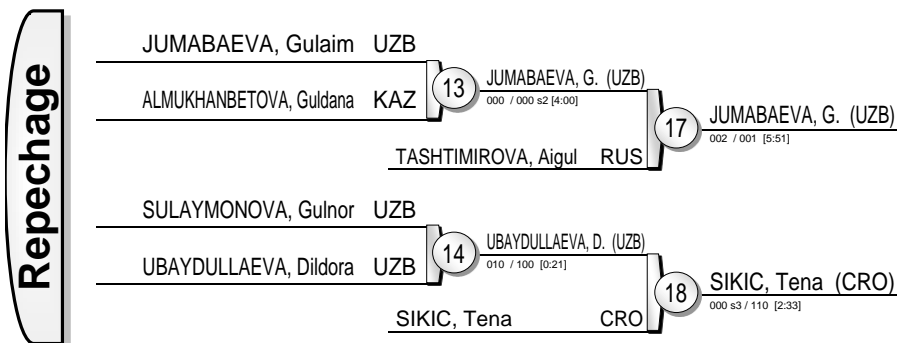 Repechage
JUMABAEVA, Gulaim UZB
13
JUMABAEVA, G. (UZB)
000 / 000 s2 [4:00]
ALMUKHANBETOVA, Guldana KAZ
17
JUMABAEVA, G. (UZB)
002 / 001 [5:51]
TASHTIMIROVA, Aigul RUS
SULAYMONOVA, Gulnor UZB
14
UBAYDULLAEVA, D. (UZB)
010 / 100 [0:21]
UBAYDULLAEVA, Dildora UZB
18
SIKIC, Tena (CRO)
000 s3 / 110 [2:33]
SIKIC, Tena CRO